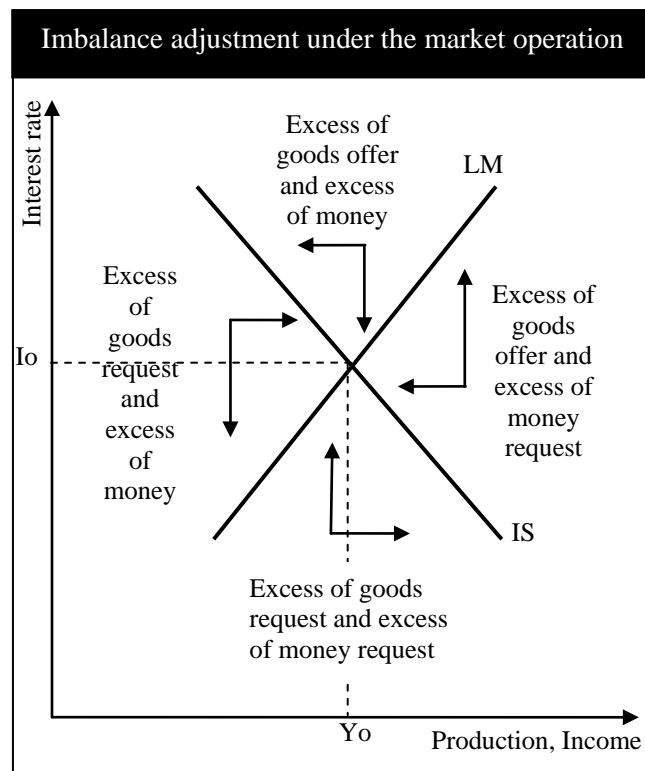 Imbalance adjustment under the market operation
Interest rate
Excess of
goods offer
and excess
of money
LM
Excess
of
goods
request
and
excess
of
money
Excess of
goods
offer and
excess of
money
request
Io
IS
Excess of goods
request and excess
of money request
Yo
Production, Income